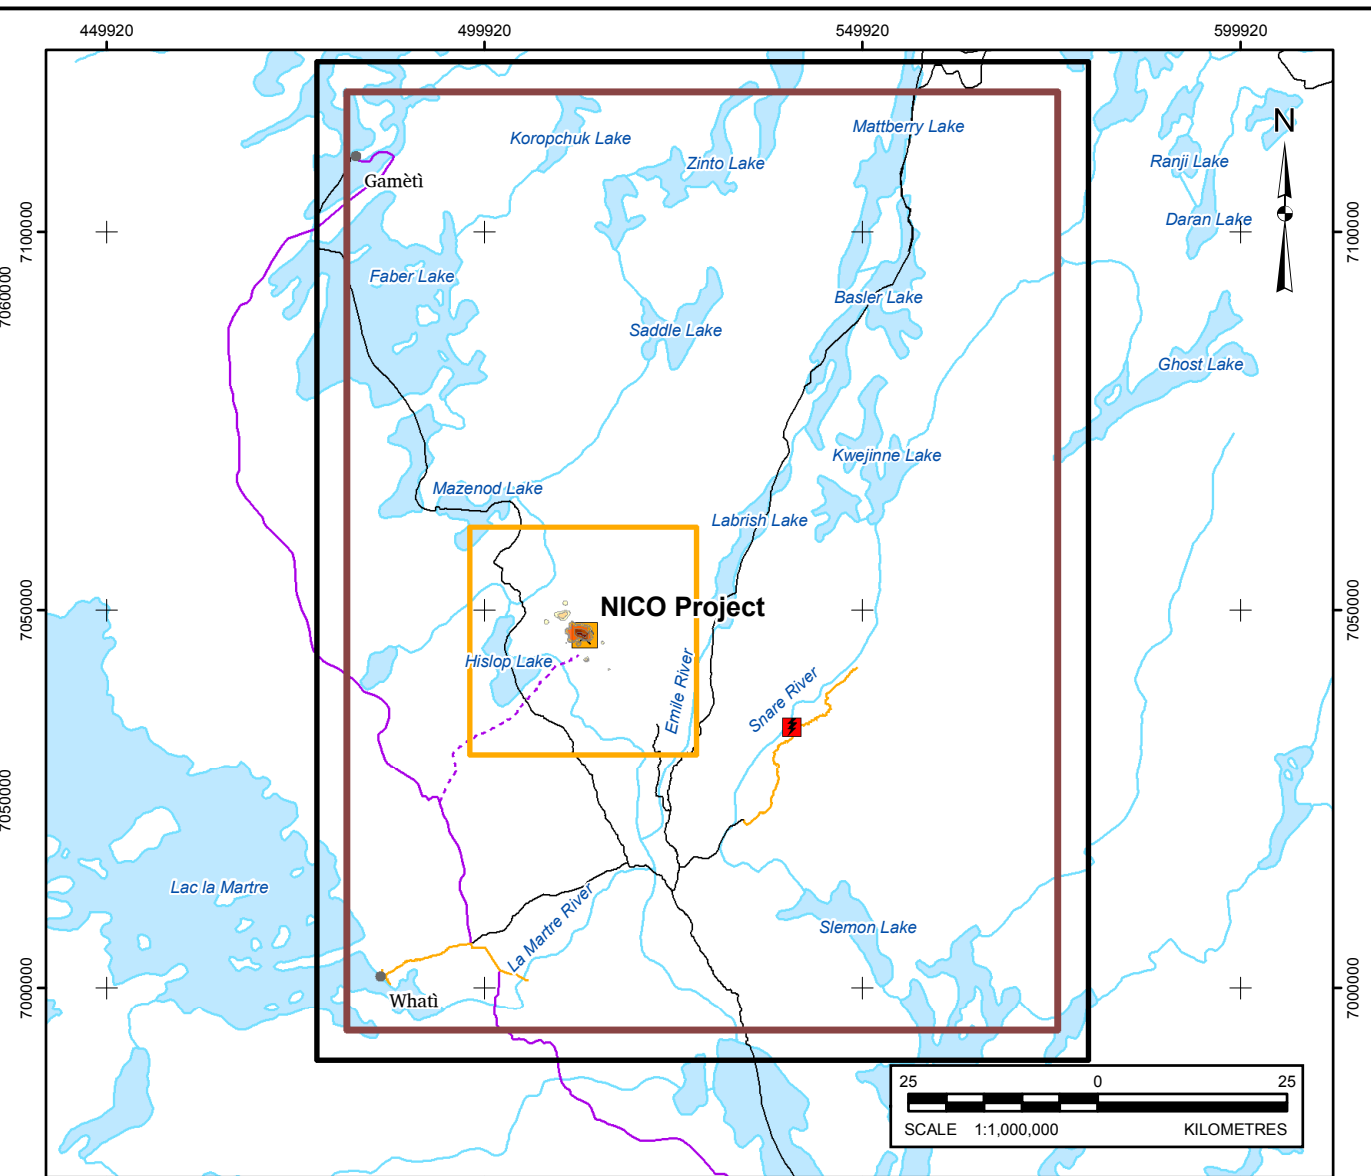 449920
499920
549920
599920
N
Mattberry Lake
Koropchuk Lake
Zinto Lake
Ranji Lake
Gamètì
Daran Lake
7100000
7100000
Faber Lake
7060000
Basler Lake
Saddle Lake
Ghost Lake
Kwejinne Lake
Mazenod Lake
Labrish Lake
NICO Project
7050000
7050000
Hislop Lake
Emile River
Snare River
7050000
Lac la Martre
La Martre River
Slemon Lake
7000000
7000000
Whatì
25 0 25
SCALE 1:1,000,000 KILOMETRES